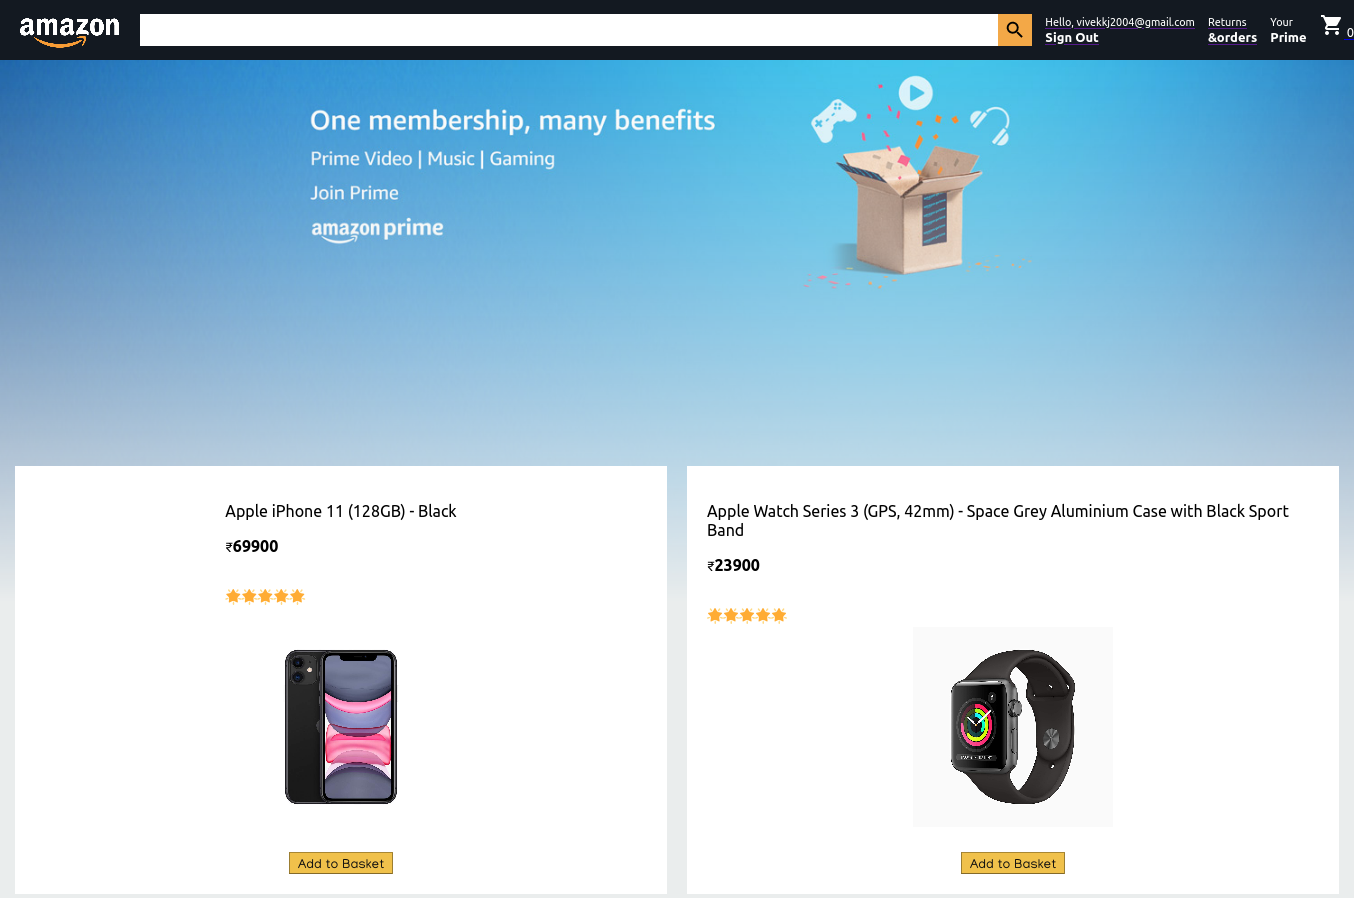 amazon
Hello, vivekkj2004@gmail.com
Sign Out
Returns
&orders
Your
Prime
0
One membership, many benefits
Prime Video | Music | Gaming
Join Prime
amazon prime
Apple iPhone 11 (128GB) - Black
₹69900
Add to Basket
Apple Watch Series 3 (GPS, 42mm) - Space Grey Aluminium Case with Black Sport
Band
₹23900
Add to Basket